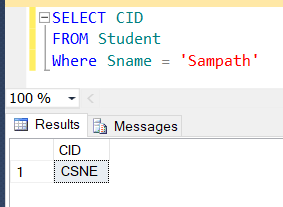 SELECT CID
FROM Student
Where Sname = 'Sampath'
100 %
Results Messages
CID
1 CSNE